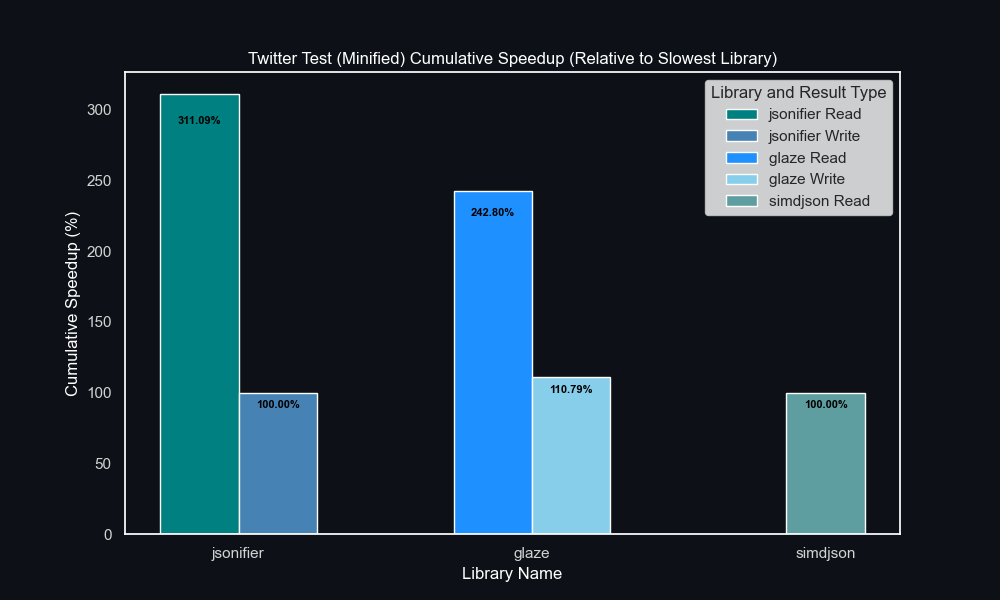 Twitter Test (Minified) Cumulative Speedup (Relative to Slowest Library)
Library and Result Type
jsonifier Read
jsonifier Write
glaze Read
glaze Write
simdjson Read
Cumulative Speedup (%)
300
250
200
150
100
50
0
311.09%
100.00%
242.80%
110.79%
100.00%
jsonifier
glaze
simdjson
Library Name